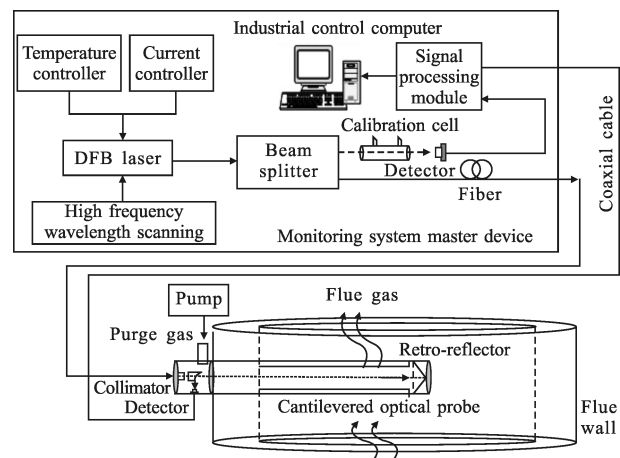 Industrial control computer
Temperature
controller
Current
controller
Signal
processing
module
Calibration cell
DFB laser
Beam
splitter
Detector
Fiber
Coaxial cable
High frequency
wavelength scanning
Monitoring system master device
Pump
Flue gas
Purge gas
Retro-reflector
Collimator
Detector
Cantilevered optical probe
Flue
wall